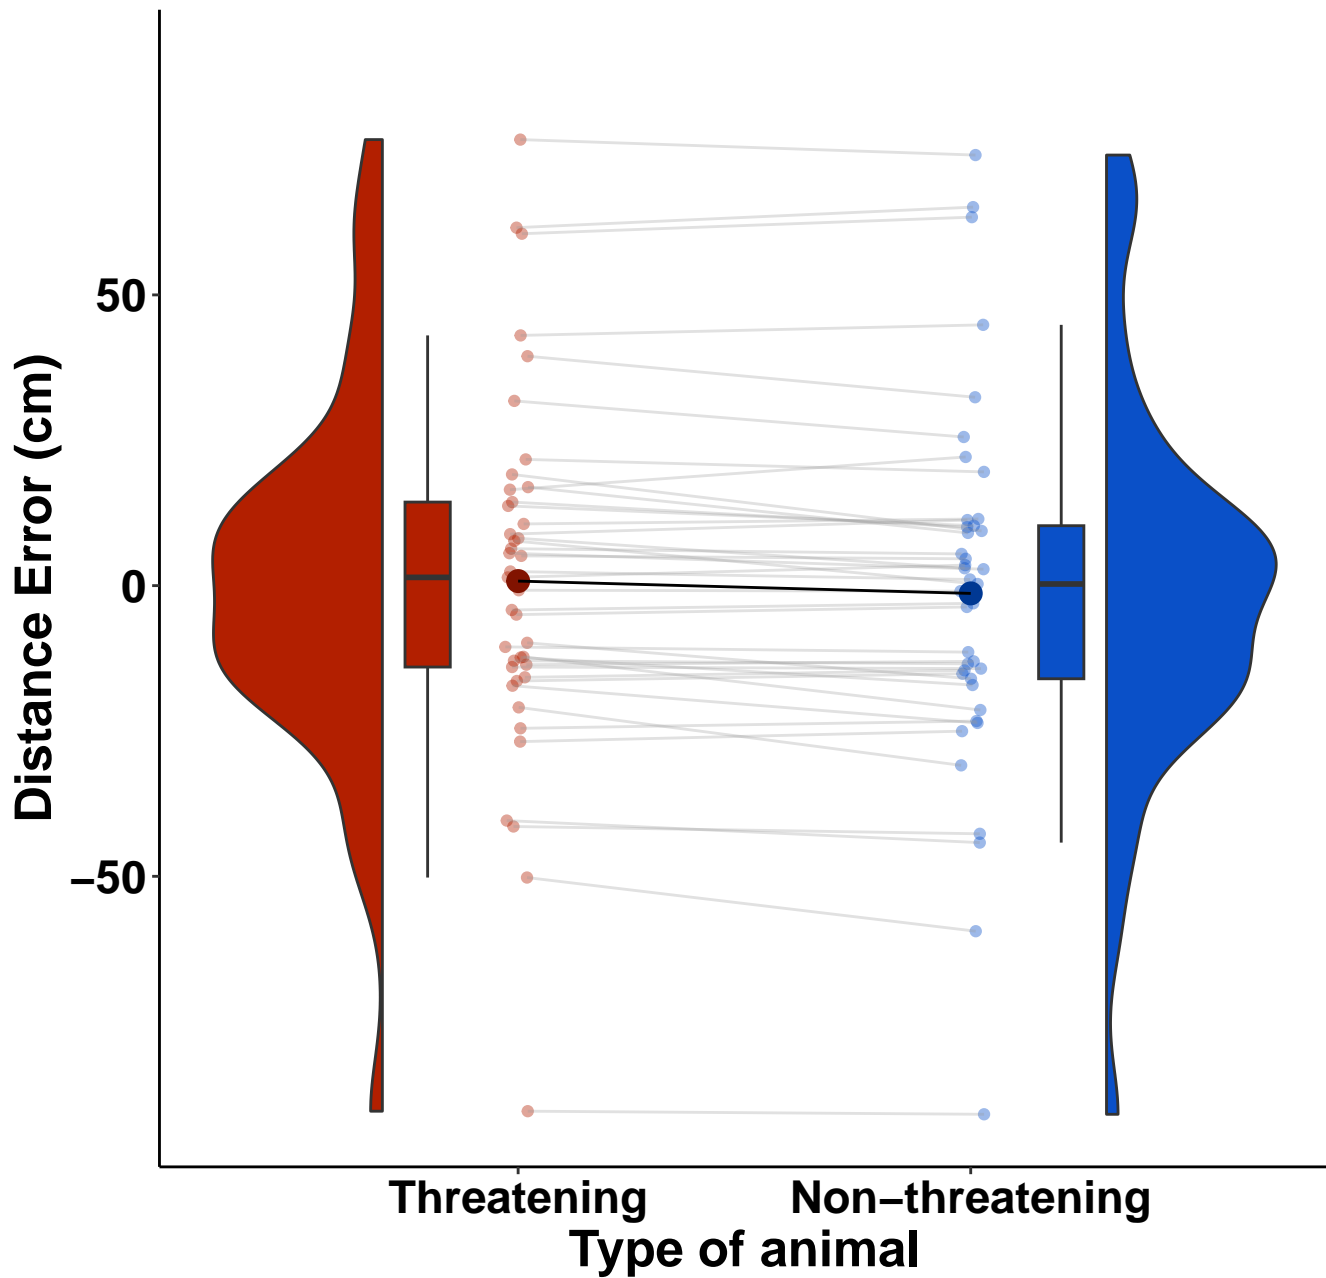 Distance Error (cm)
50
0
−50
Threatening
Non−threatening
Type of animal